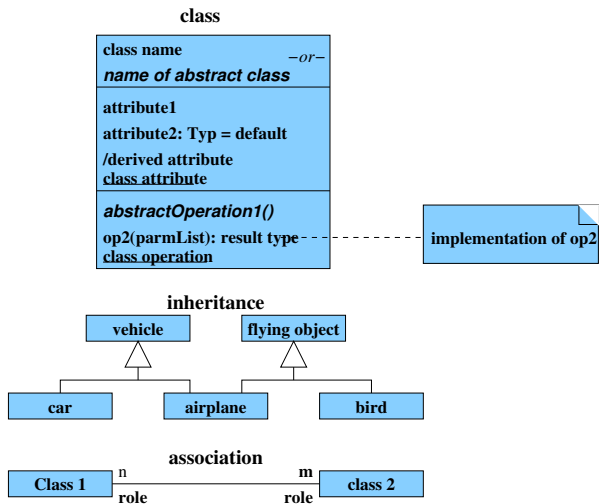 class
class name
–or–
name of abstract class
attribute1
attribute2: Typ = default
/derived attribute
class attribute
abstractOperation1()
op2(parmList): result type
class operation
implementation of op2
inheritance
vehicle
flying object
car
airplane
bird
association
Class 1
n
m
class 2
role
role